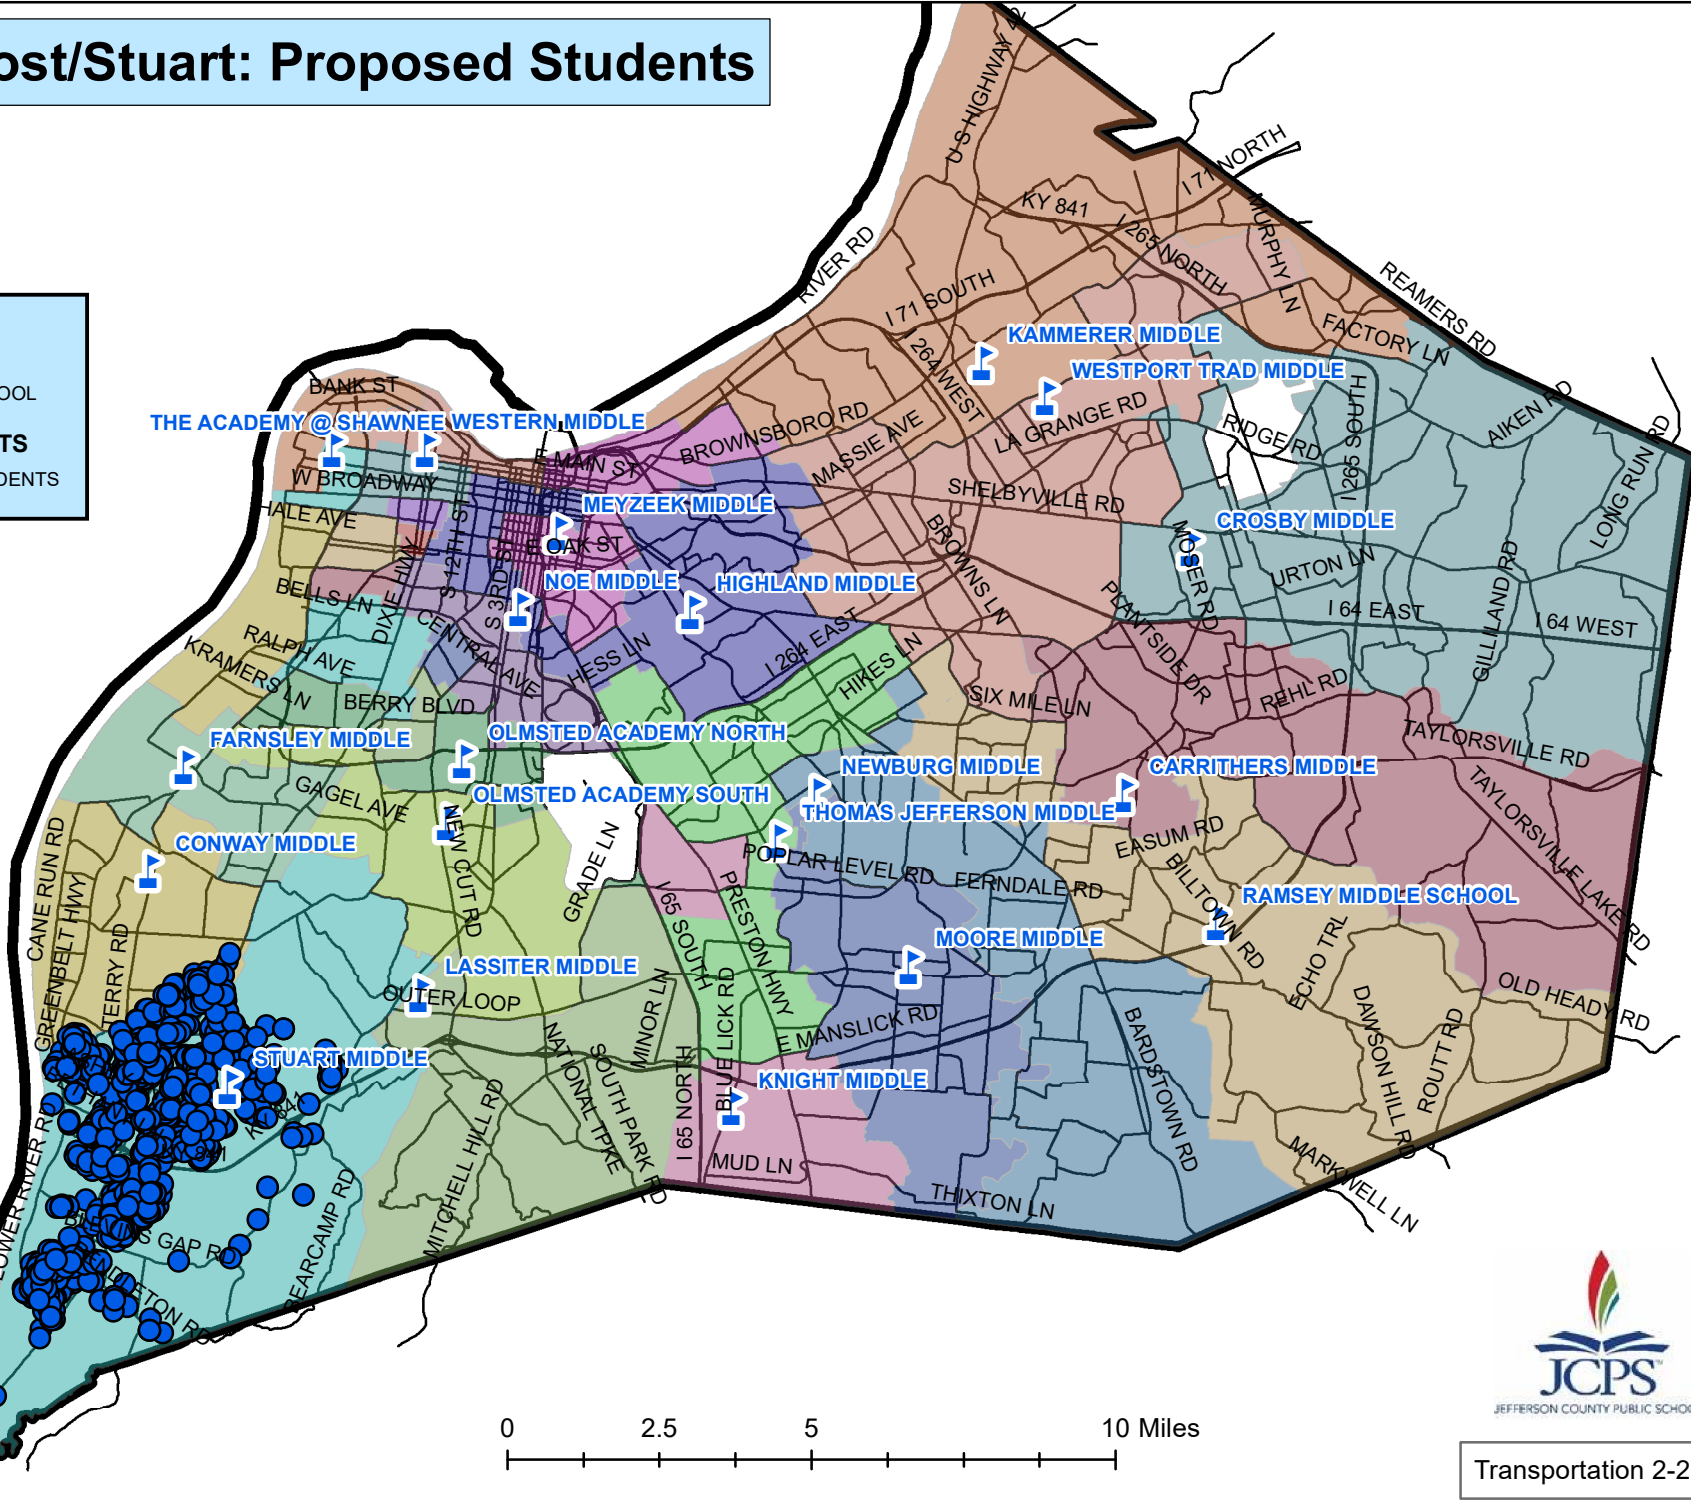 ost/Stuart: Proposed Students
OOL
TS
DENTS
U S HIGHWAY 42
I 71 NORTH
KY 841
I 265 NORTH
MURPHY LN
RIVER RD
REAMERS RD
I 71 SOUTH
FACTORY LN
KAMMERER MIDDLE
I 264 WEST
WESTPORT TRAD MIDDLE
BANK ST
I 265 SOUTH
AIKEN RD
THE ACADEMY @ SHAWNEE
WESTERN MIDDLE
BROWNSBORO RD
MASSIE AVE
LA GRANGE RD
RIDGE RD
LONG RUN RD
E MAIN ST
W BROADWAY
SHELBYVILLE RD
MEYZEEK MIDDLE
HALE AVE
CROSBY MIDDLE
E OAK ST
S 12TH ST
S 3RD ST
BROWNS LN
MOSER RD
URTON LN
NOE MIDDLE
HIGHLAND MIDDLE
BELLS LN
DIXIE HWY
I 64 EAST
I 64 WEST
GILLILAND RD
CENTRAL AVE
RALPH AVE
KRAMERS LN
HESS LN
I 264 EAST
HIKES LN
PLANTSIDE DR
REHL RD
BERRY BLVD
SIX MILE LN
OLMSTED ACADEMY NORTH
FARNSLEY MIDDLE
TAYLORSVILLE RD
NEWBURG MIDDLE
CARRITHERS MIDDLE
GAGEL AVE
OLMSTED ACADEMY SOUTH
THOMAS JEFFERSON MIDDLE
NEW CUT RD
CONWAY MIDDLE
GRADE LN
POPLAR LEVEL RD
EASUM RD
TAYLORSVILLE LAKE RD
CANE RUN RD
GREENBELT HWY
FERNDALE RD
BILLTOWN RD
RAMSEY MIDDLE SCHOOL
TERRY RD
I 65 SOUTH
PRESTON HWY
MOORE MIDDLE
ECHO TRL
LASSITER MIDDLE
OUTER LOOP
MINOR LN
BLUE LICK RD
OLD HEADY RD
E MANSLICK RD
DAWSON HILL RD
ROUTT RD
BARDSTOWN RD
STUART MIDDLE
NATIONAL TPKE
SOUTH PARK RD
KNIGHT MIDDLE
I 65 NORTH
MITCHELL HILL RD
LOWER RIVER RD
MUD LN
MARKWELL LN
BEARCAMP RD
THIXTON LN
GAP RD
0 2.5 5 10 Miles
JCPS
JEFFERSON COUNTY PUBLIC SCHOO
Transportation 2-2